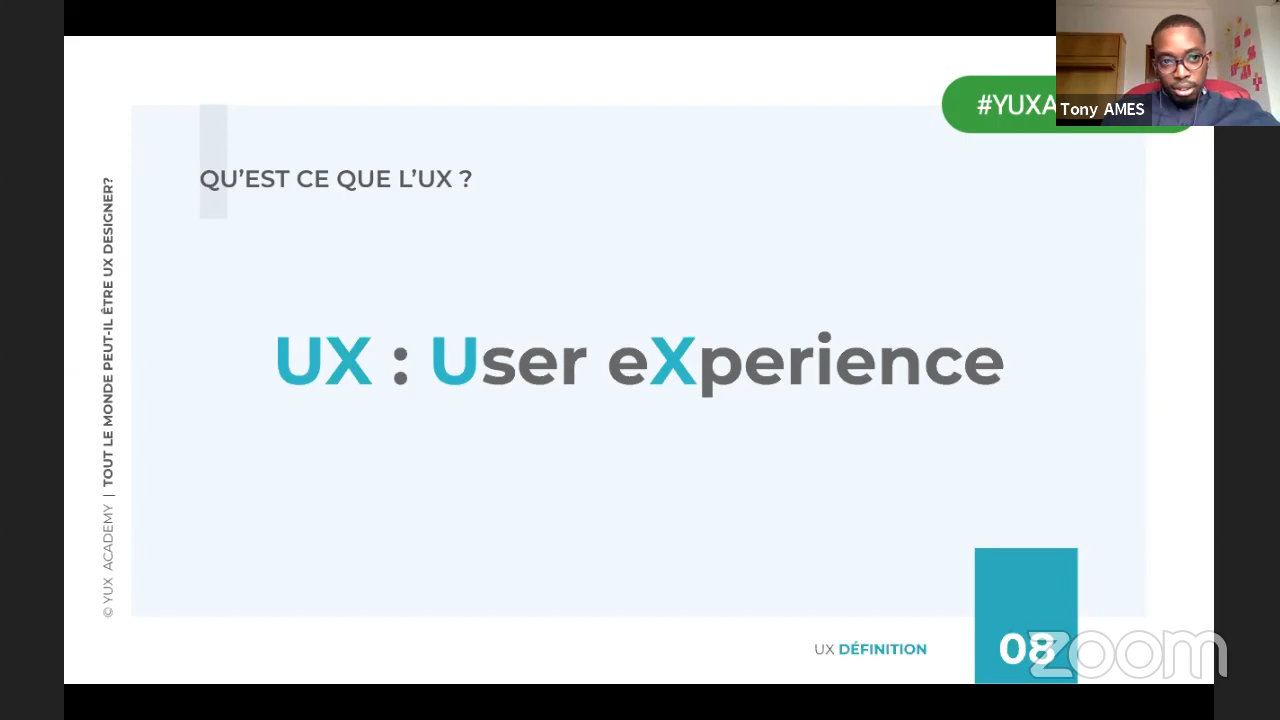 #YUXA
Tony AMES
QU’EST CE QUE L’UX ?
UX : User eXperience
© YUX ACADEMY | TOUT LE MONDE PEUT-IL ÊTRE UX DESIGNER?
UX DÉFINITION
08
zoom